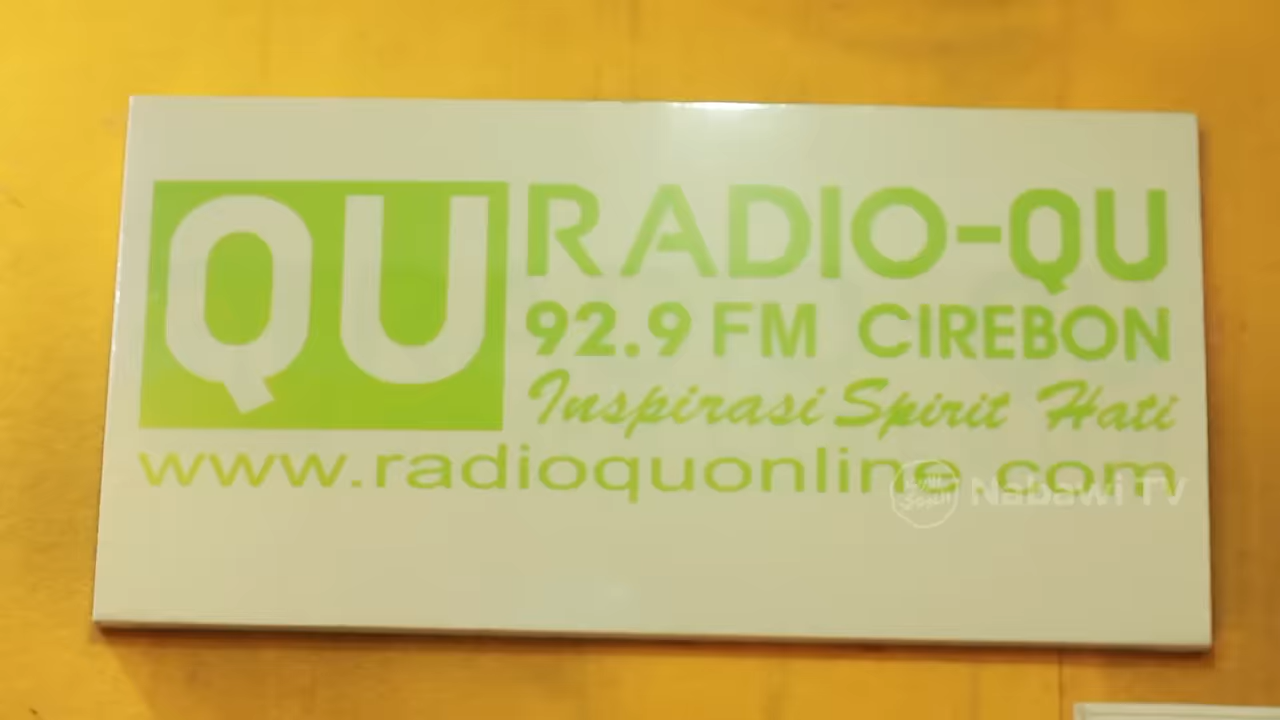 QU
RADIO-QU
92.9 FM CIREBON
Inspirasi Spirit Hati
www.radioquonline.com
Nabawi TV